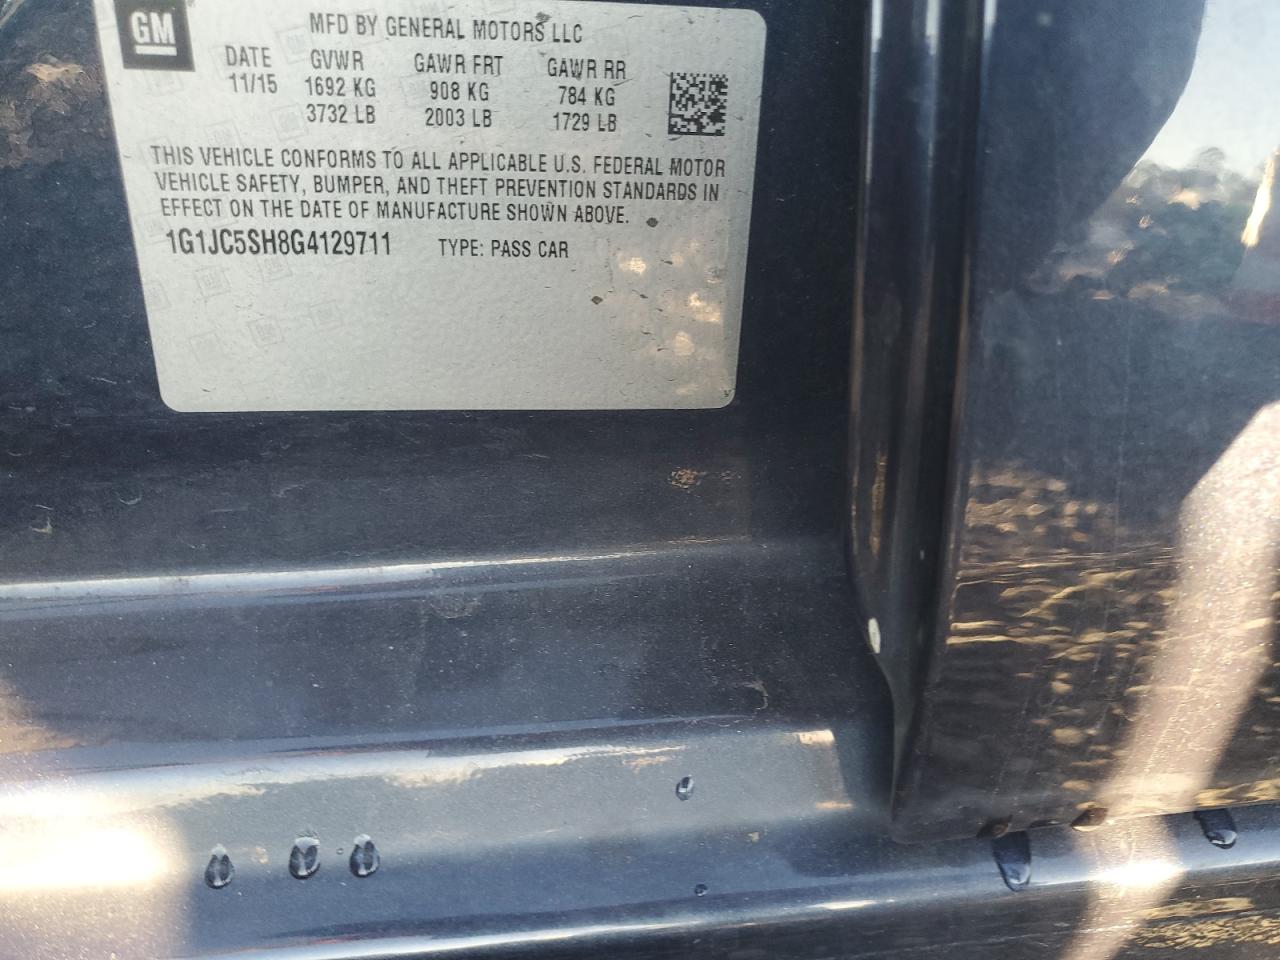 GM
MFD BY GENERAL MOTORS LLC
DATE GVWR GAWR FRT GAWR RR
11/15 1692 KG 908 KG 784 KG
3732 LB 2003 LB 1729 LB
THIS VEHICLE CONFORMS TO ALL APPLICABLE U.S. FEDERAL MOTOR
VEHICLE SAFETY, BUMPER, AND THEFT PREVENTION STANDARDS IN
EFFECT ON THE DATE OF MANUFACTURE SHOWN ABOVE.
1G1JC5SH8G4129711 TYPE: PASS CAR